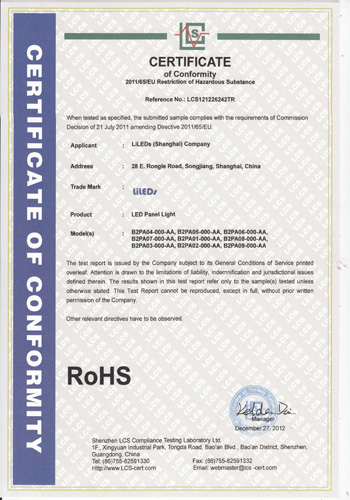 LCS
CERTIFICATE
of Conformity
2011/65/EU Restriction of Hazardous Substance
Reference No.: LCS121226242TR
When tested as specified, the submitted sample complies with the requirements of Commission
Decision of 21 July 2011 amending Directive 2011/65/EU.
Applicant : LiLEDs (Shanghai) Company
Address : 28 E. Rongle Road, Songjiang, Shanghai, China
Trade Mark : LiLEDs
Product : LED Panel Light
Model(s) : B2PA04-000-AA, B2PA05-000-AA, B2PA06-000-AA,
B2PA07-000-AA, B2PA01-000-AA, B2PA08-000-AA,
B2PA03-000-AA, B2PA02-000-AA, B2PA09-000-AA
The test report is issued by the Company subject to its General Conditions of Service printed
overleaf. Attention is drawn to the limitations of liability, indemnification and jurisdictional issues
defined therein. The results shown in this test report refer only to the sample(s) tested unless
otherwise stated. This Test Report cannot be reproduced, except in full, without prior written
permission of the Company.
Other relevant directives have to be observed.
RoHS
Manager
December 27, 2012
Shenzhen LCS Compliance Testing Laboratory Ltd.
1F., Xingyuan Industrial Park, Tongda Road, Bao'an Blvd., Bao'an District, Shenzhen,
Guangdong, China
Tel: (86)755-82591330 Fax: (86)755-82591332
Http://www.LCS-cert.com Email: webmaster@lcs-cert.com
CERTIFICATE OF CONFORMITY